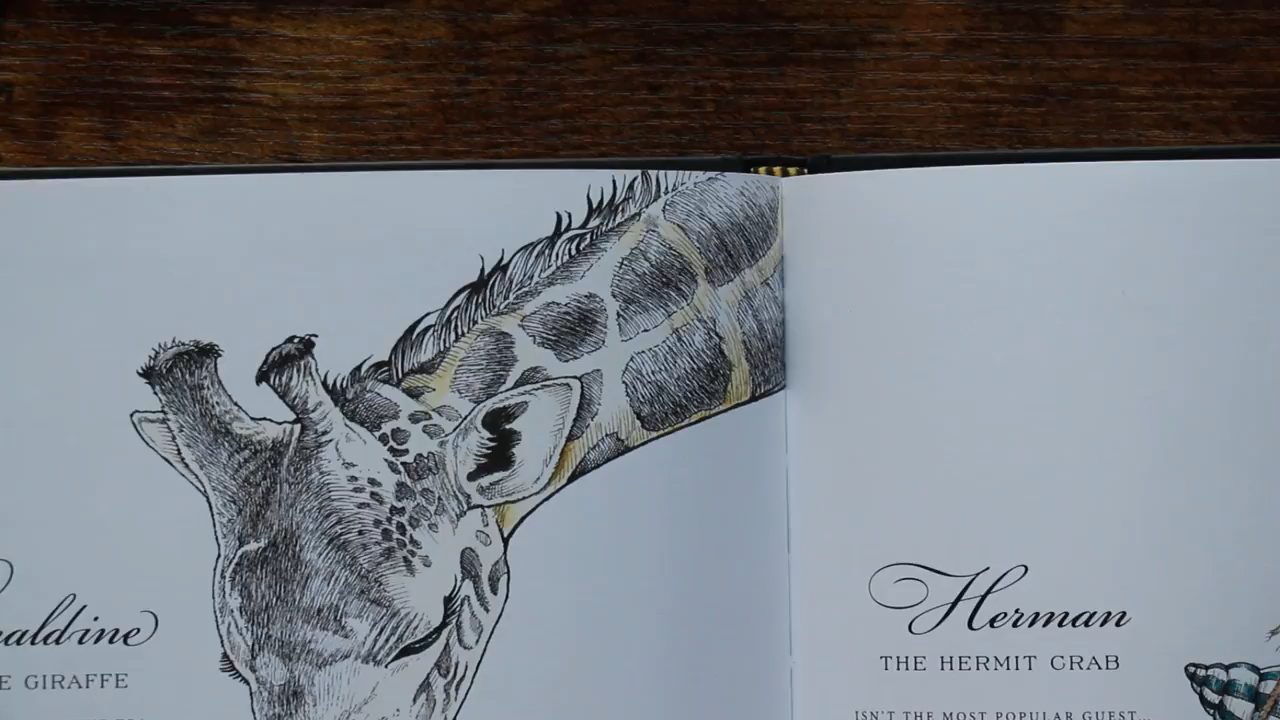 aldine
GIRAFFE
Herman
THE HERMIT CRAB
ISN'T THE MOST POPULAR GUEST...